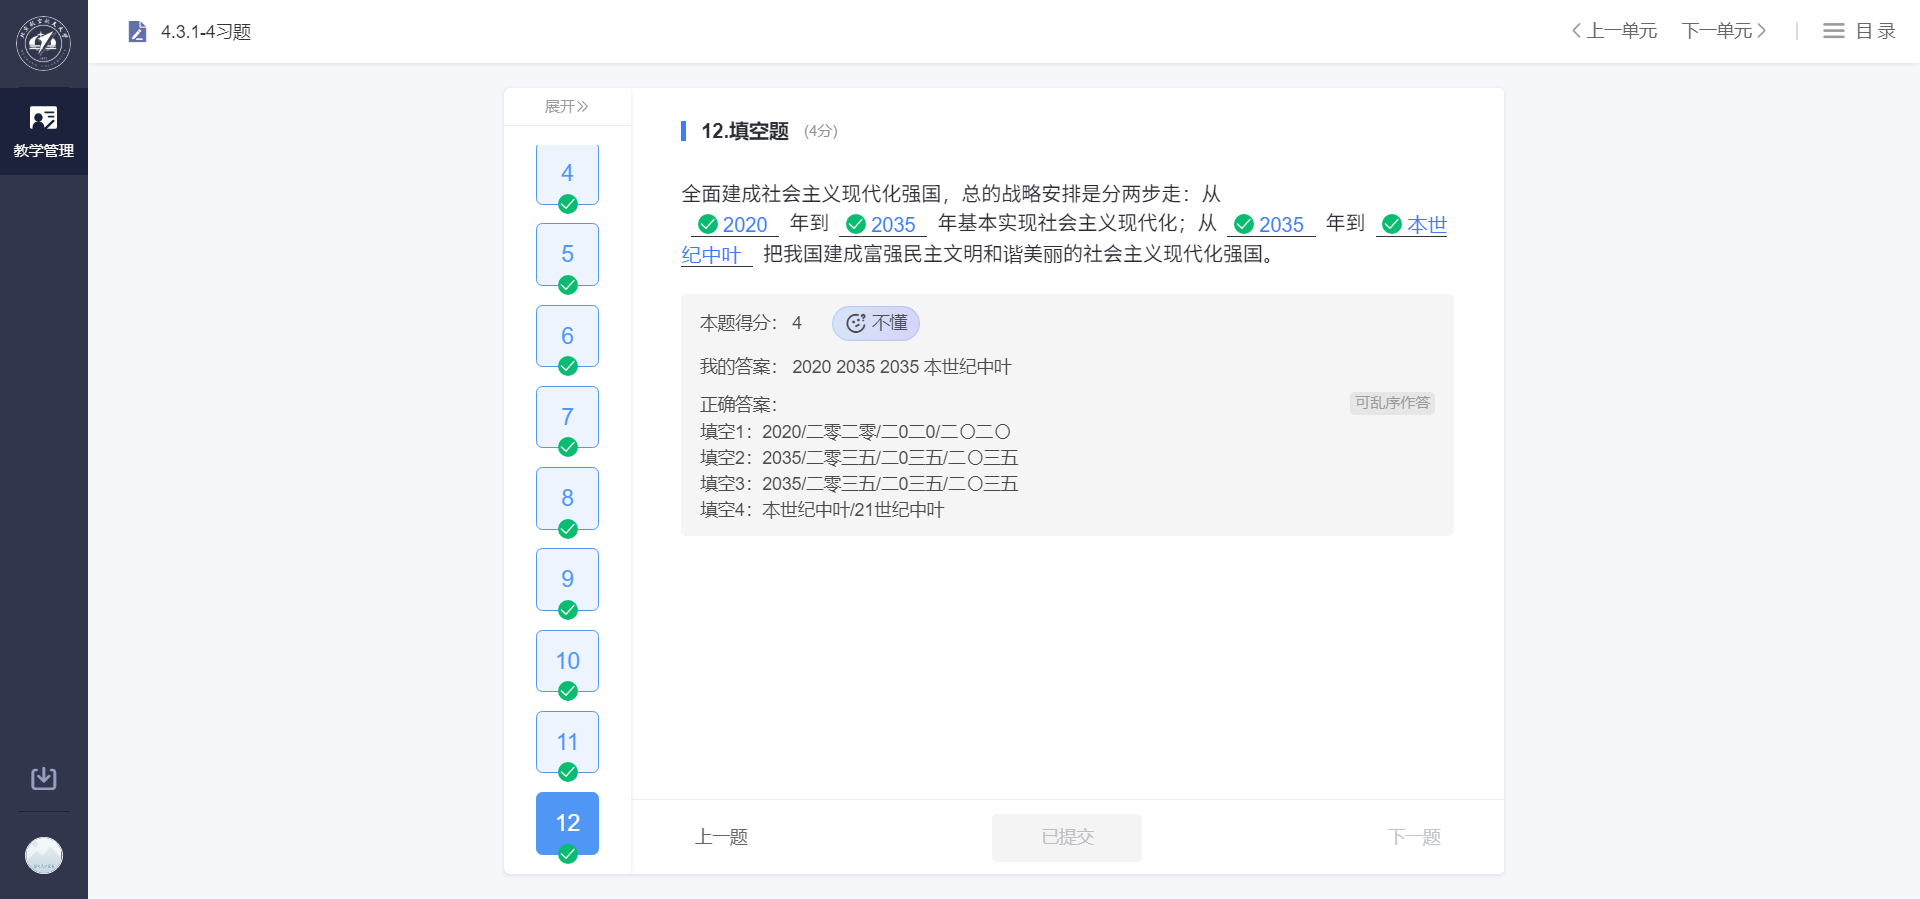 4.3.1-4习题
上一单元
下一单元
目录
教学管理
展开
4
5
6
7
8
9
10
11
12
12.填空题 (4分)
全面建成社会主义现代化强国，总的战略安排是分两步走：从
2020 年到 2035 年基本实现社会主义现代化；从 2035 年到 本世
纪中叶 把我国建成富强民主文明和谐美丽的社会主义现代化强国。
本题得分： 4 不懂
我的答案： 2020 2035 2035 本世纪中叶
正确答案：
可乱序作答
填空1：2020/二零二零/二0二0/二〇二〇
填空2：2035/二零三五/二0三五/二〇三五
填空3：2035/二零三五/二0三五/二〇三五
填空4：本世纪中叶/21世纪中叶
上一题
已提交
下一题